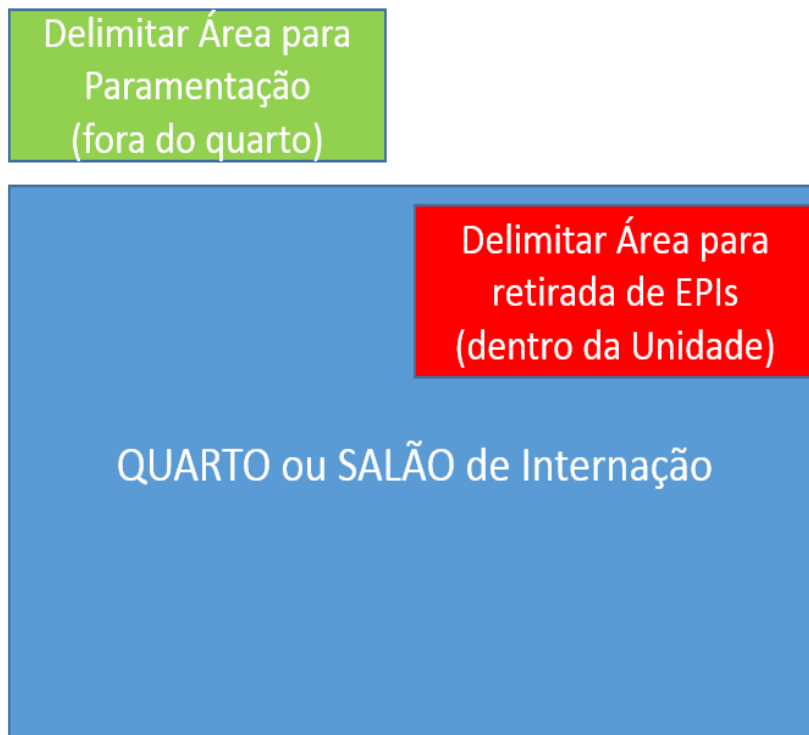 Delimitar Área para
Paramentação
(fora do quarto)
Delimitar Área para
retirada de EPIs
(dentro da Unidade)
QUARTO ou SALÃO de Internação